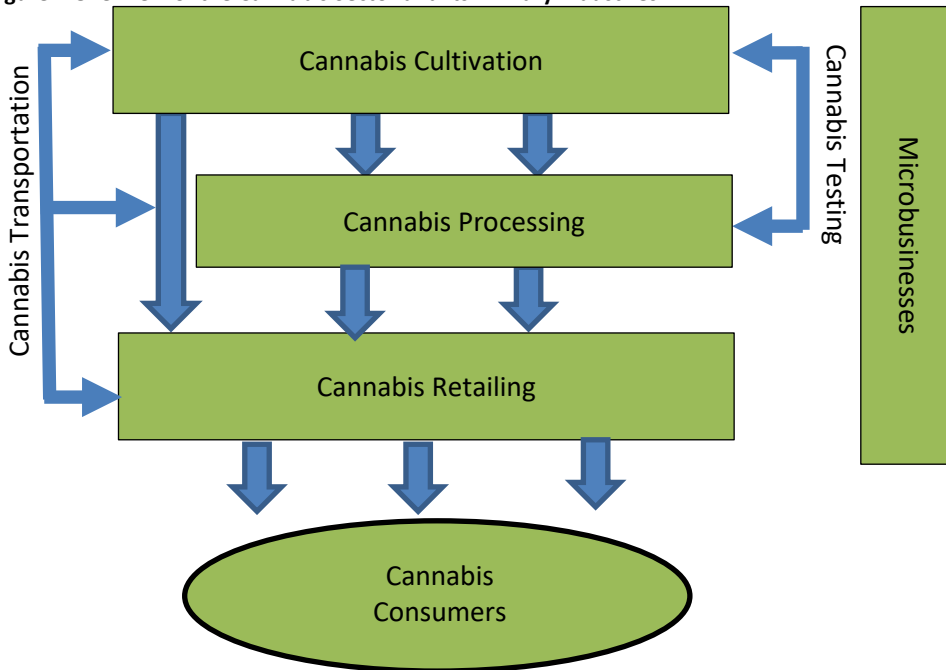 Cannabis Cultivation
Cannabis Transportation
Cannabis Testing
Microbusinesses
Cannabis Processing
Cannabis Retailing
Cannabis
Consumers